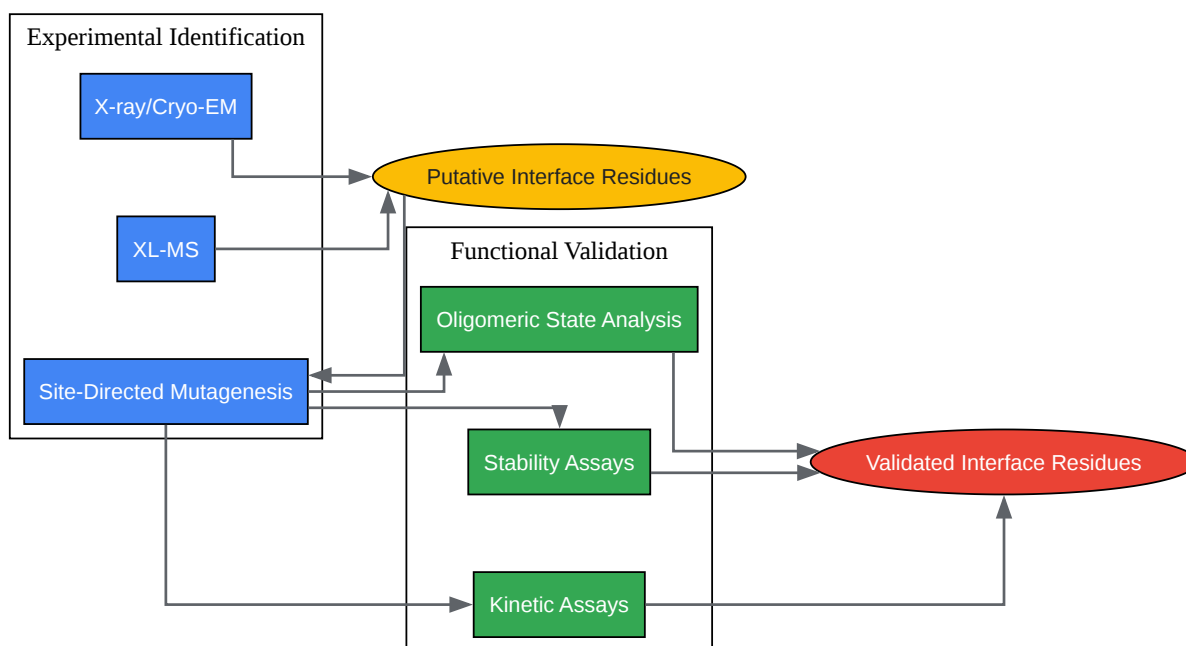 Experimental Identification
X-ray/Cryo-EM
Putative Interface Residues
XL-MS
Functional Validation
Oligomeric State Analysis
Site-Directed Mutagenesis
Stability Assays
Validated Interface Residues
Kinetic Assays